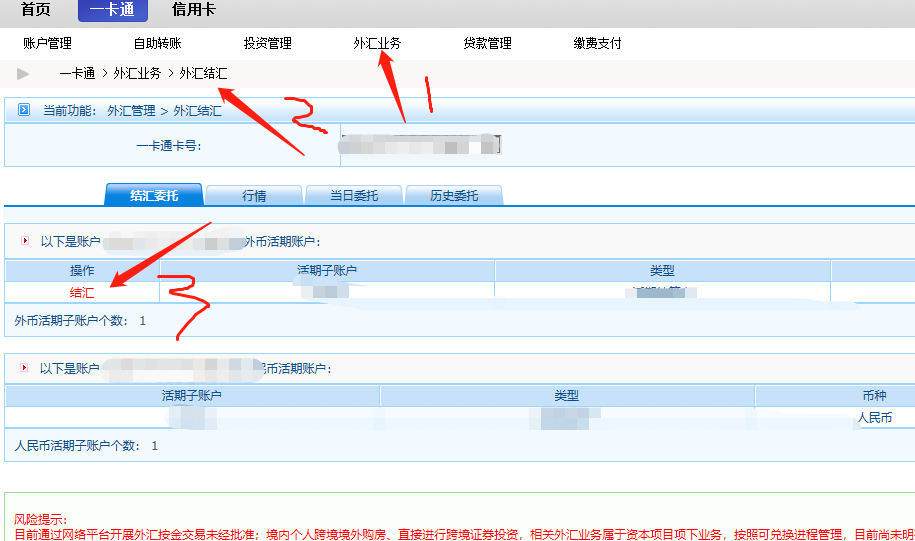 首页 一卡通 信用卡
账户管理 自助转账 投资管理 外汇业务 贷款管理 缴费支付
一卡通 > 外汇业务 > 外汇结汇
1
2
当前功能: 外汇管理 > 外汇结汇
一卡通卡号:
结汇委托 行情 当日委托 历史委托
以下是账户 外币活期账户:
操作 活期子账户 类型
结汇
3
外币活期子账户个数: 1
以下是账户 币活期账户:
活期子账户 类型 币种
人民币
人民币活期子账户个数: 1
风险提示:
目前通过网络平台开展外汇按金交易未经批准; 境内个人跨境境外购房、直接进行跨境证券投资, 相关外汇业务属于资本项目项下业务, 按照可兑换进程管理, 目前尚未明